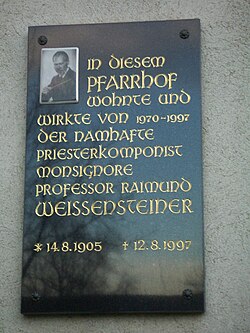 in diesem
Pfarrhof
wohnte und
wirkte von 1970-1997
der namhafte
Priesterkomponist
Monsignore
Professor Raimund
Weissensteiner
* 14.8.1905 † 12.8.1997